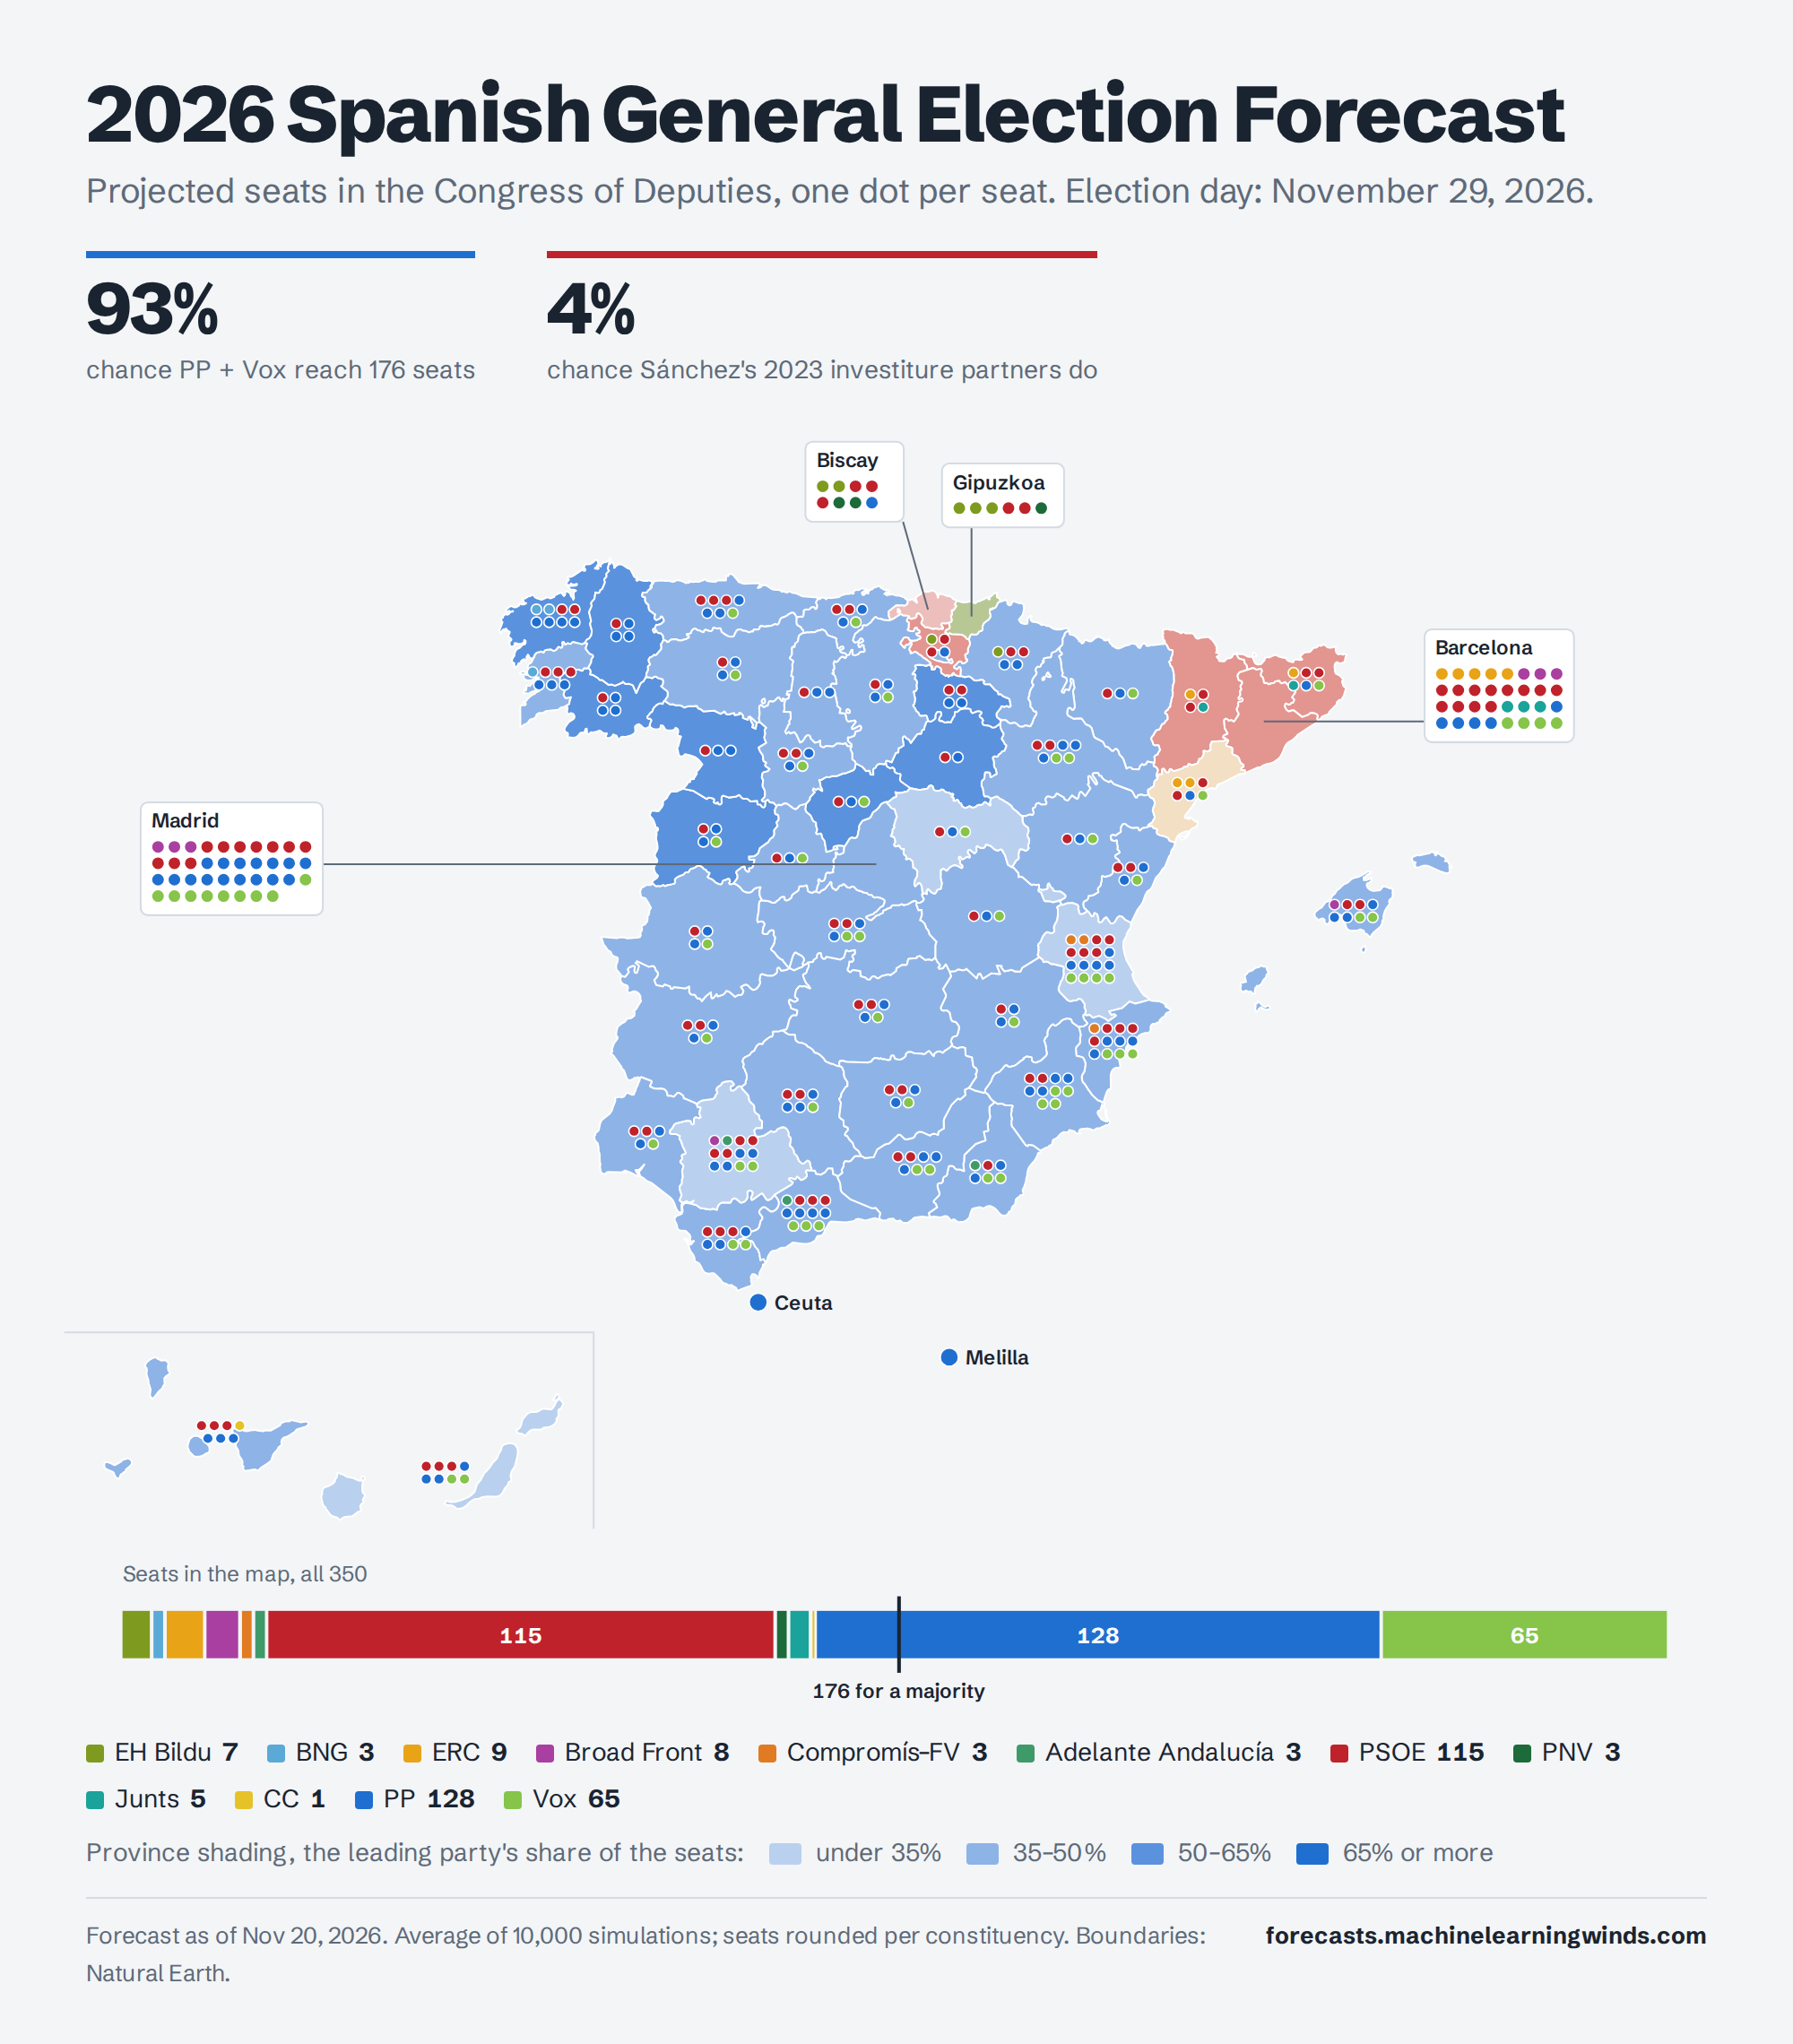 2026 Spanish General Election Forecast
Projected seats in the Congress of Deputies, one dot per seat. Election day: November 29, 2026.
93%
chance PP + Vox reach 176 seats
4%
chance Sánchez's 2023 investiture partners do
Biscay
Gipuzkoa
Barcelona
Madrid
Ceuta
Melilla
Seats in the map, all 350
115
128
65
176 for a majority
EH Bildu 7 BNG 3 ERC 9 Broad Front 8 Compromís-FV 3 Adelante Andalucía 3 PSOE 115 PNV 3
Junts 5 CC 1 PP 128 Vox 65
Province shading, the leading party's share of the seats: under 35% 35–50% 50–65% 65% or more
Forecast as of Nov 20, 2026. Average of 10,000 simulations; seats rounded per constituency. Boundaries:
Natural Earth.
forecasts.machinelearningwinds.com